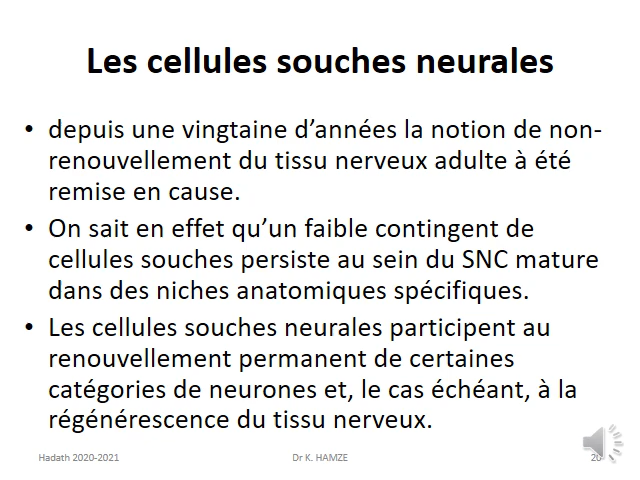 Les cellules souches neurales
• depuis une vingtaine d’années la notion de non-
renouvellement du tissu nerveux adulte à été
remise en cause.
• On sait en effet qu’un faible contingent de
cellules souches persiste au sein du SNC mature
dans des niches anatomiques spécifiques.
• Les cellules souches neurales participent au
renouvellement permanent de certaines
catégories de neurones et, le cas échéant, à la
régénérescence du tissu nerveux.
Hadath 2020-2021 Dr K. HAMZE 20